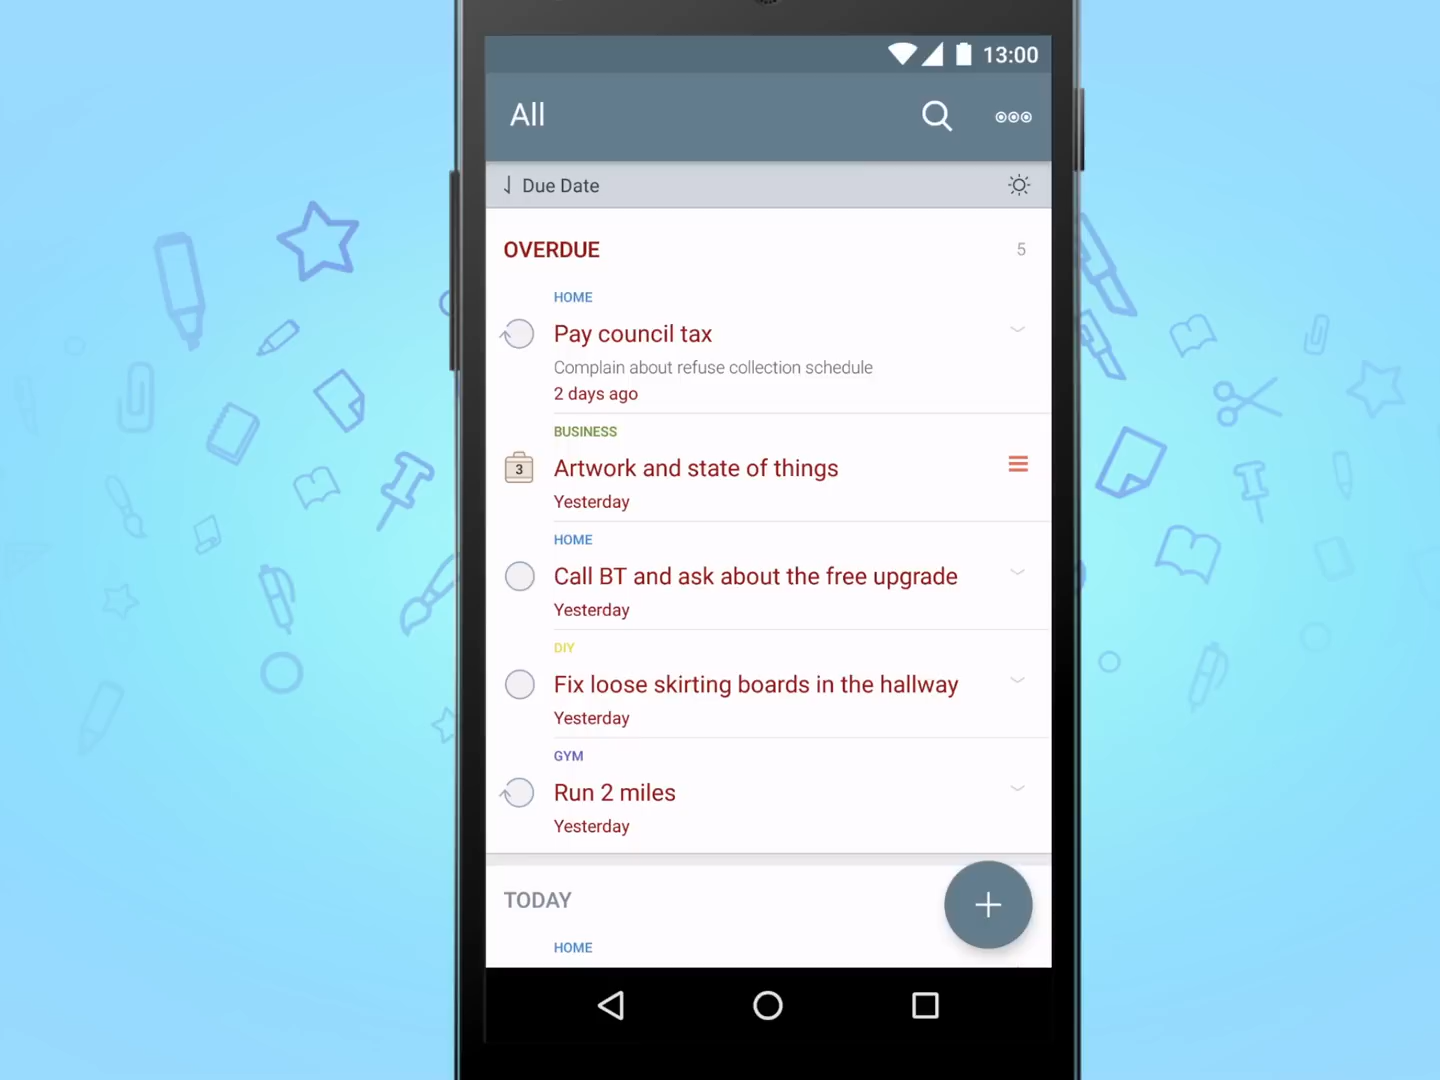 13:00
All
Due Date
OVERDUE 5
HOME
Pay council tax
Complain about refuse collection schedule
2 days ago
BUSINESS
3 Artwork and state of things
Yesterday
HOME
Call BT and ask about the free upgrade
Yesterday
DIY
Fix loose skirting boards in the hallway
Yesterday
GYM
Run 2 miles
Yesterday
TODAY
HOME